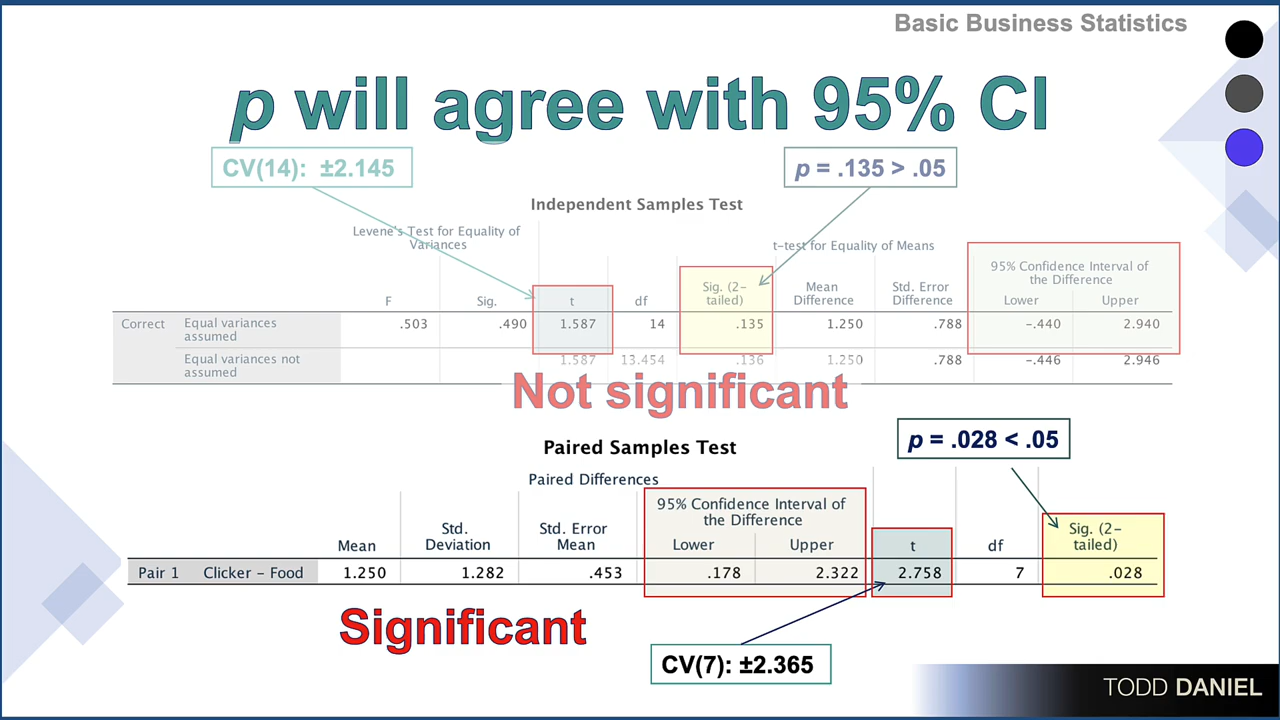 Basic Business Statistics
p will agree with 95% CI
CV(14): ±2.145
p = .135 > .05
Independent Samples Test
Levene's Test for Equality of
Variances
t-test for Equality of Means
95% Confidence Interval of
the Difference
F Sig. t df Sig. (2-
tailed) Mean
Difference Std. Error
Difference Lower Upper
Correct Equal variances
assumed .503 .490 1.587 14 .135 1.250 .788 -.440 2.940
Equal variances not
assumed 1.587 13.454 .136 1.250 .788 -.446 2.946
Not significant
p = .028 < .05
Paired Samples Test
Paired Differences
95% Confidence Interval of
the Difference
Mean Std.
Deviation Std. Error
Mean Lower Upper t df Sig. (2-
tailed)
Pair 1 Clicker - Food 1.250 1.282 .453 .178 2.322 2.758 7 .028
Significant
CV(7): ±2.365
TODD DANIEL